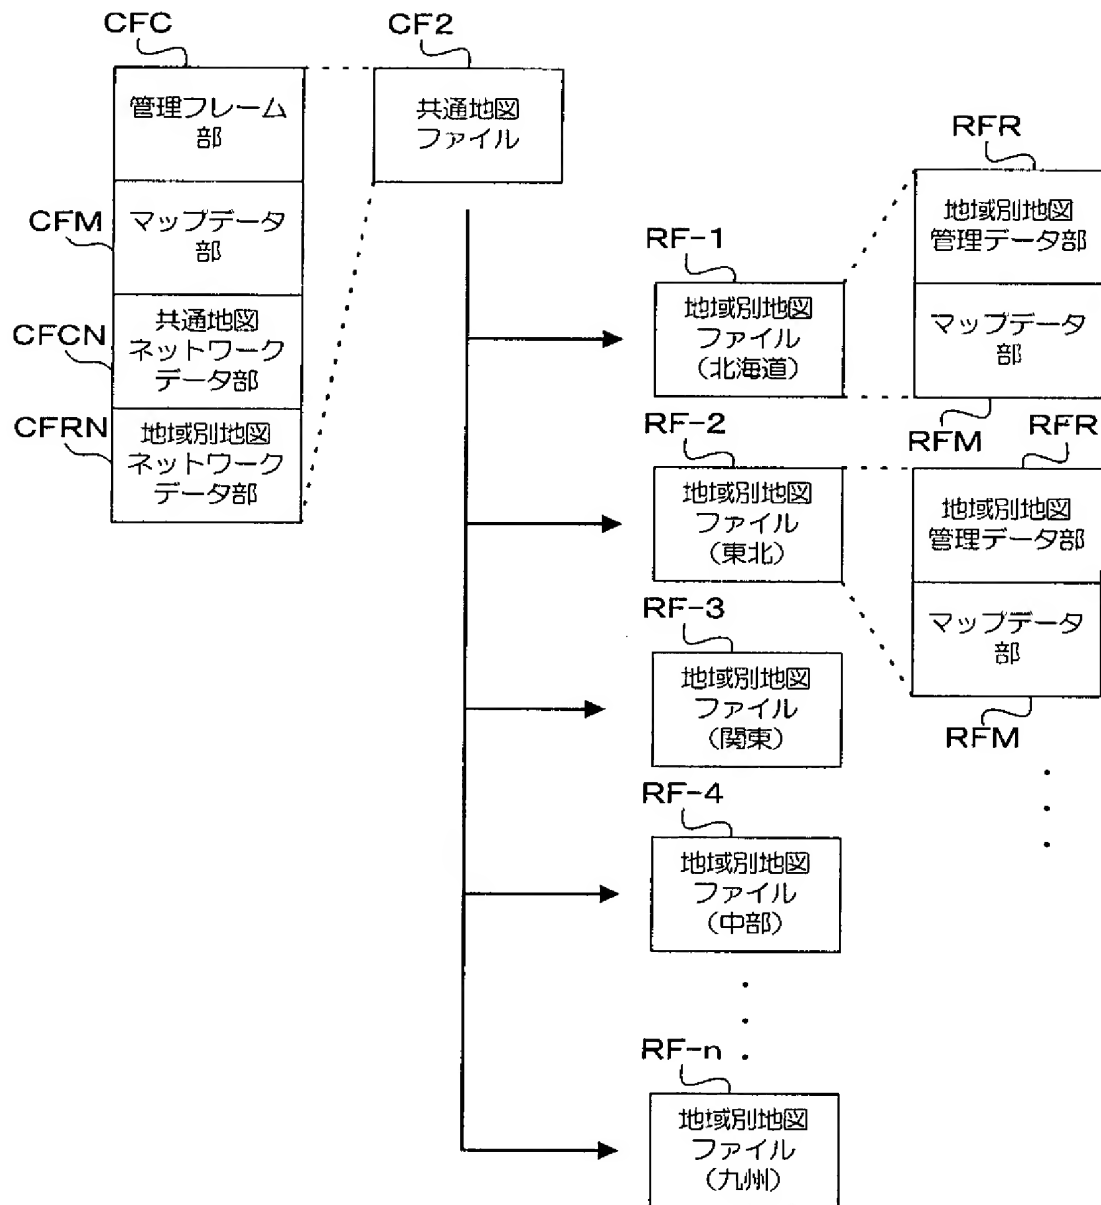 CFC
管理フレーム
部
CFM
マップデータ
部
CFCN
共通地図
ネットワーク
データ部
CFRN
地域別地図
ネットワーク
データ部
CF2
共通地図
ファイル
RF-1
地域別地図
ファイル
(北海道)
RFR
地域別地図
管理データ部
マップデータ
部
RFM
RF-2
地域別地図
ファイル
(東北)
RFR
地域別地図
管理データ部
マップデータ
部
RFM
RF-3
地域別地図
ファイル
(関東)
RF-4
地域別地図
ファイル
(中部)
RF-n
地域別地図
ファイル
(九州)